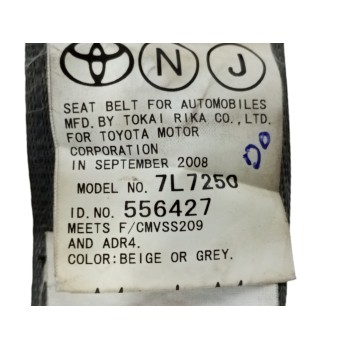 N J
SEAT BELT FOR AUTOMOBILES
MFD. BY TOKAI RIKA CO., LTD.
FOR TOYOTA MOTOR
CORPORATION
IN SEPTEMBER 2008
MODEL NO. 7L7250
ID.NO. 556427
MEETS F/CMVSS209
AND ADR4.
COLOR:BEIGE OR GREY.